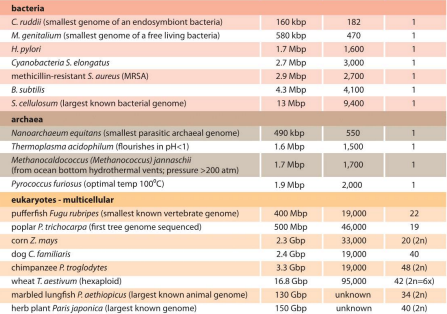 bacteria
C. ruddii (smallest genome of an endosymbiont bacteria) 160 kbp 182 1
M. genitalium (smallest genome of a free living bacteria) 580 kbp 470 1
H. pylori 1.7 Mbp 1,600 1
Cyanobacteria S. elongatus 2.7 Mbp 3,000 1
methicillin-resistant S. aureus (MRSA) 2.9 Mbp 2,700 1
B. subtilis 4.3 Mbp 4,100 1
S. cellulosum (largest known bacterial genome) 13 Mbp 9,400 1
archaea
Nanoarchaeum equitans (smallest parasitic archaeal genome) 490 kbp 550 1
Thermoplasma acidophilum (flourishes in pH<1) 1.6 Mbp 1,500 1
Methanocaldococcus (Methanococcus) jannaschii
(from ocean bottom hydrothermal vents; pressure >200 atm) 1.7 Mbp 1,700 1
Pyrococcus furiosus (optimal temp 100⁰C) 1.9 Mbp 2,000 1
eukaryotes - multicellular
pufferfish Fugu rubripes (smallest known vertebrate genome) 400 Mbp 19,000 22
poplar P. trichocarpa (first tree genome sequenced) 500 Mbp 46,000 19
corn Z. mays 2.3 Gbp 33,000 20 (2n)
dog C. familiaris 2.4 Gbp 19,000 40
chimpanzee P. troglodytes 3.3 Gbp 19,000 48 (2n)
wheat T. aestivum (hexaploid) 16.8 Gbp 95,000 42 (2n=6x)
marbled lungfish P. aethiopicus (largest known animal genome) 130 Gbp unknown 34 (2n)
herb plant Paris japonica (largest known genome) 150 Gbp unknown 40 (2n)